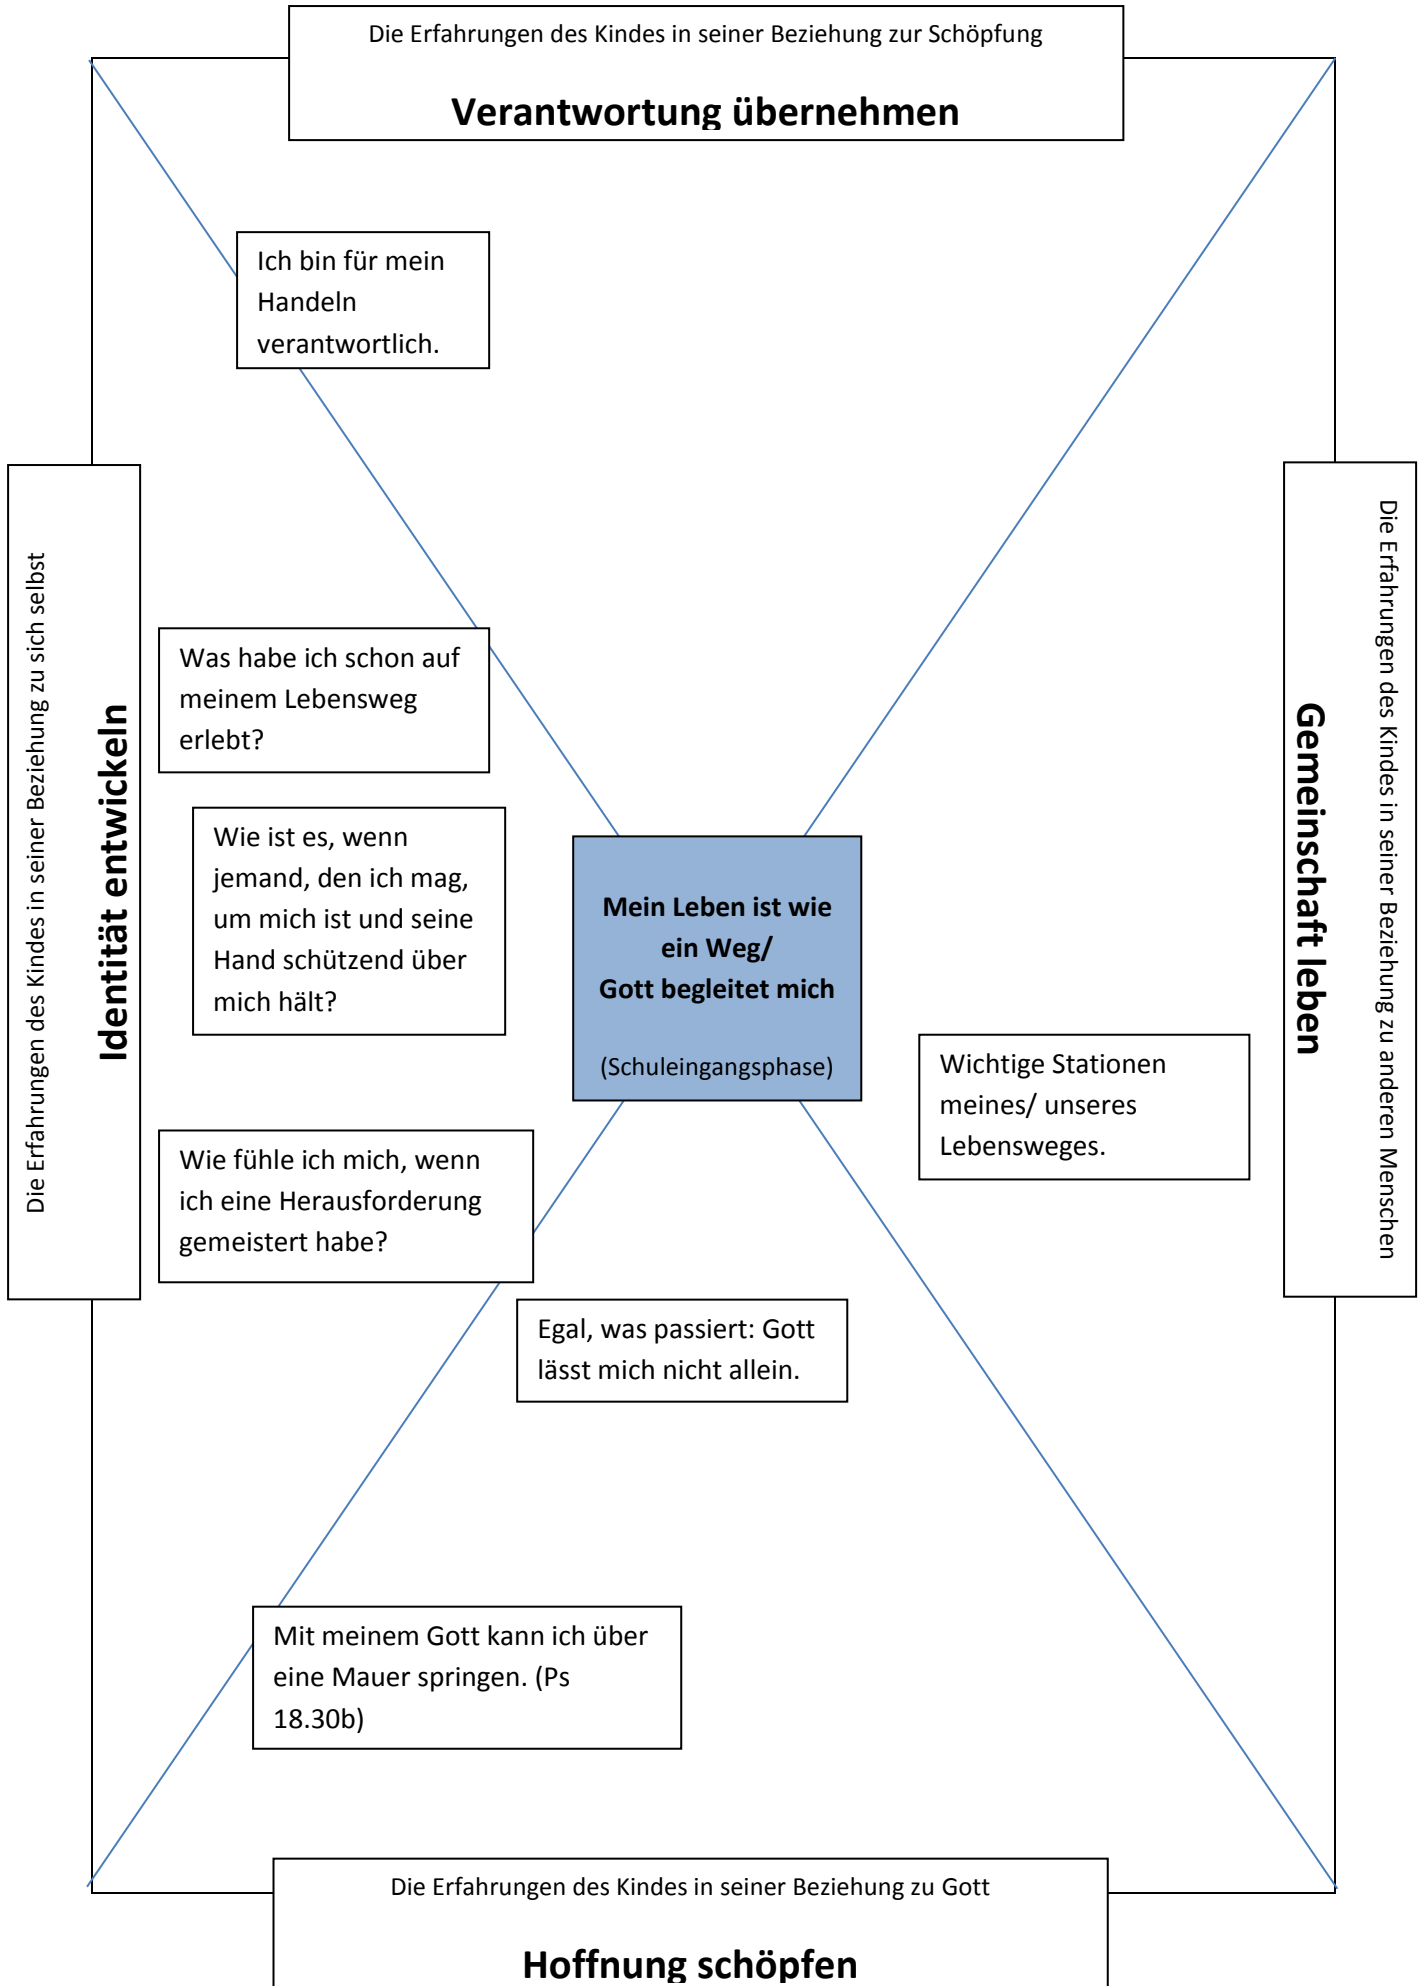 Die Erfahrungen des Kindes in seiner Beziehung zur Schöpfung
Verantwortung übernehmen
Ich bin für mein
Handeln
verantwortlich.
Die Erfahrungen des Kindes in seiner Beziehung zu sich selbst
Identität entwickeln
Was habe ich schon auf
meinem Lebensweg
erlebt?
Wie ist es, wenn
jemand, den ich mag,
um mich ist und seine
Hand schützend über
mich hält?
Wie fühle ich mich, wenn
ich eine Herausforderung
gemeistert habe?
Mein Leben ist wie
ein Weg/
Gott begleitet mich
(Schuleingangsphase)
Wichtige Stationen
meines/ unseres
Lebensweges.
Die Erfahrungen des Kindes in seiner Beziehung zu anderen Menschen
Gemeinschaft leben
Egal, was passiert: Gott
lässt mich nicht allein.
Mit meinem Gott kann ich über
eine Mauer springen. (Ps
18.30b)
Die Erfahrungen des Kindes in seiner Beziehung zu Gott
Hoffnung schöpfen